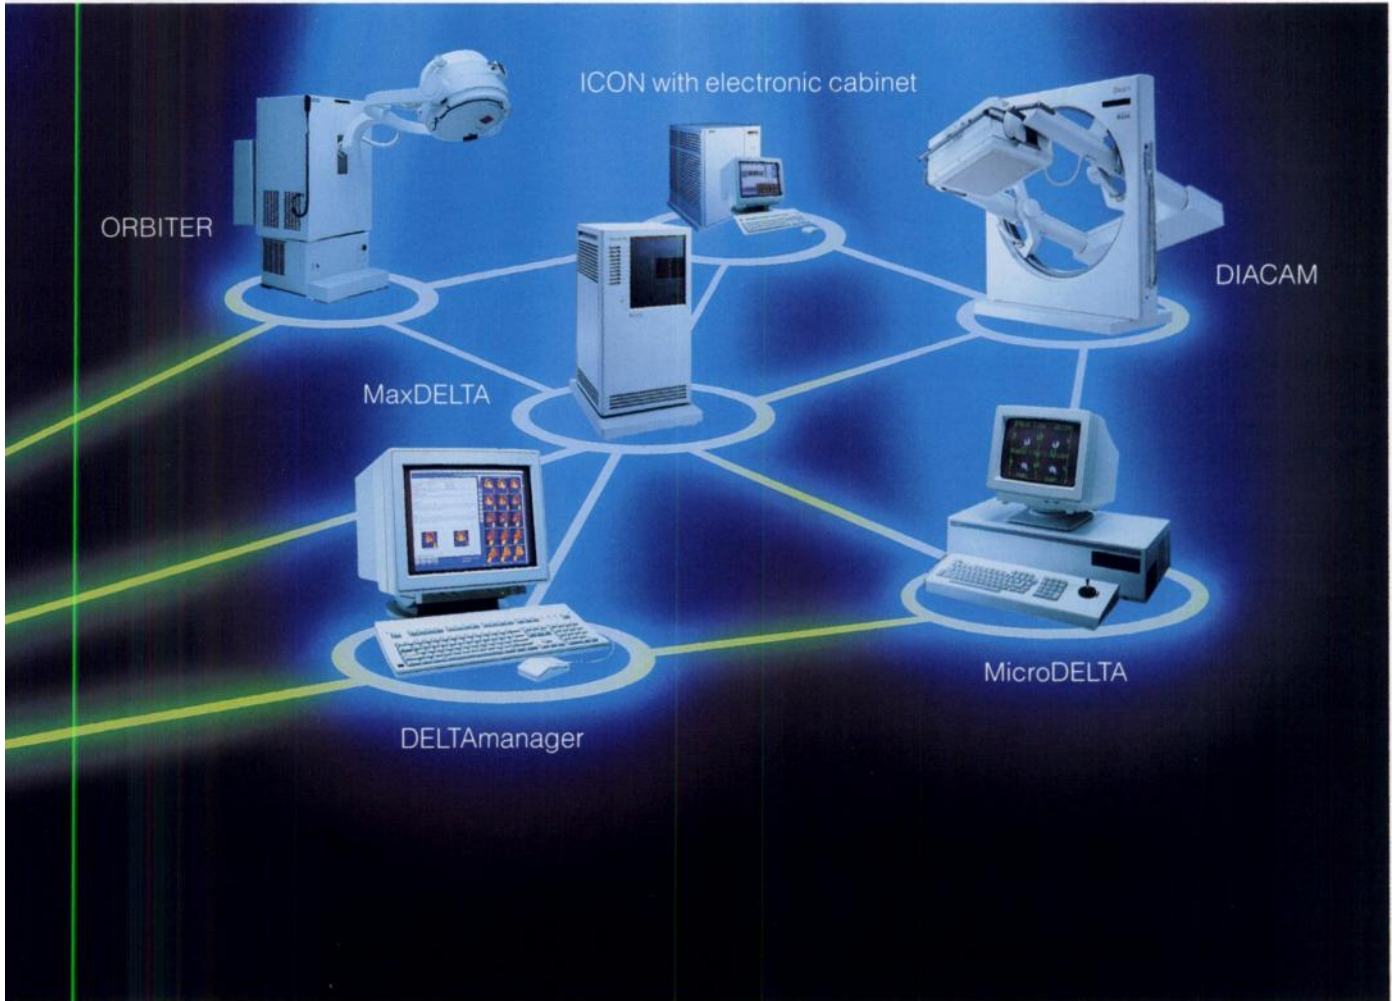 ICON with electronic cabinet
ORBITER
DIACAM
MaxDELTA
MicroDELTA
DELTAmanager